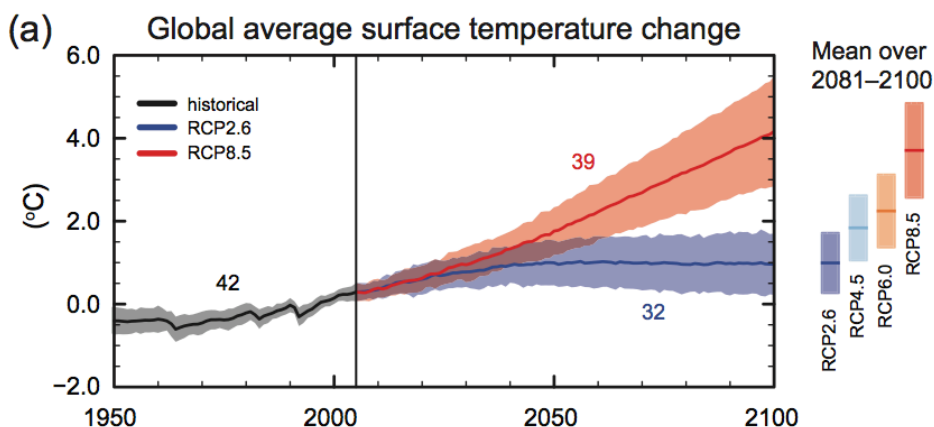 (a)
Global average surface temperature change
6.0
4.0
2.0
0.0
−2.0
(°C)
historical
RCP2.6
RCP8.5
42
39
32
1950
2000
2050
2100
Mean over
2081–2100
RCP2.6
RCP4.5
RCP6.0
RCP8.5